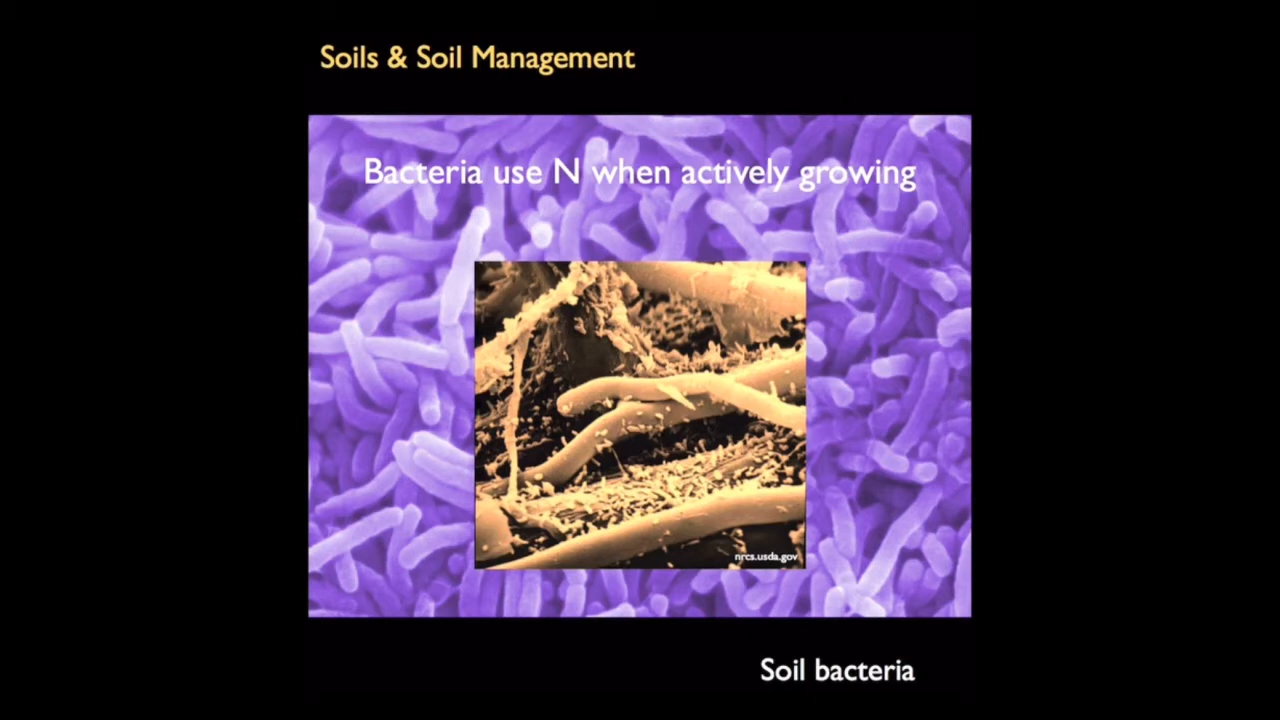 Soils & Soil Management
Bacteria use N when actively growing
nrcs.usda.gov
Soil bacteria